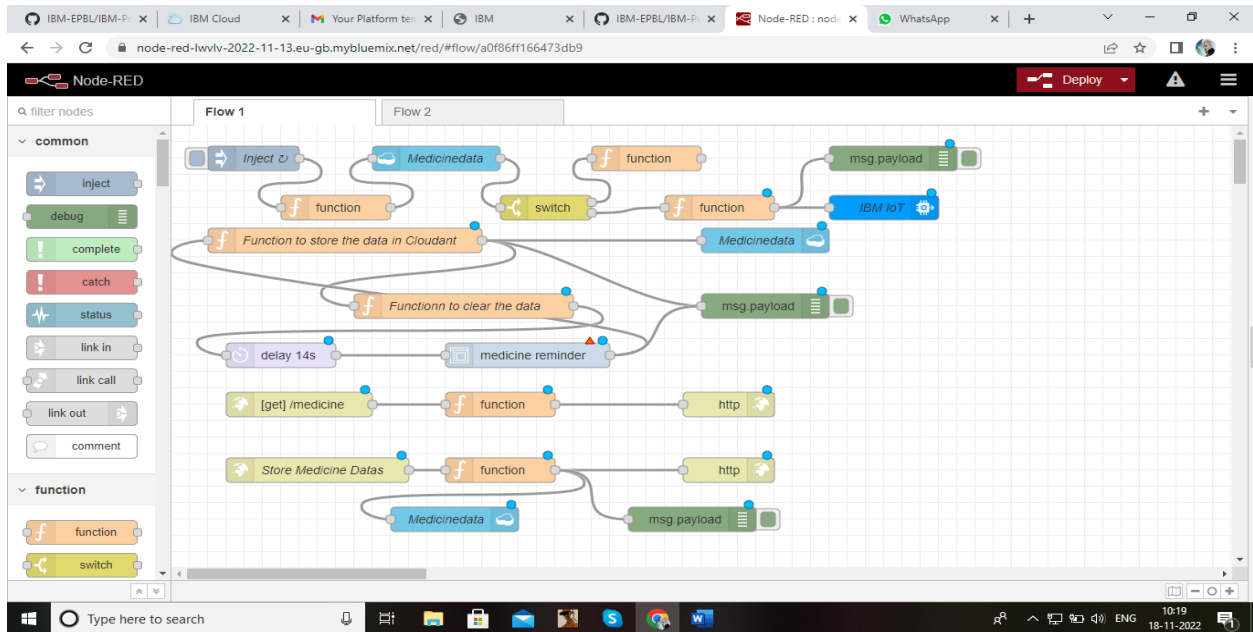 IBM-EPBL/IBM-Pr
IBM Cloud
Your Platform ten
IBM
IBM-EPBL/IBM-Pr
Node-RED : node
WhatsApp
node-red-lwvlv-2022-11-13.eu-gb.mybluemix.net/red/#flow/a0f86ff166473db9
Node-RED
Deploy
filter nodes
Flow 1
Flow 2
common
inject
debug
complete
catch
status
link in
link call
link out
comment
function
function
switch
Inject ↻
Medicinedata
function
msg.payload
function
switch
function
IBM IoT
Function to store the data in Cloudant
Medicinedata
Functionn to clear the data
msg.payload
delay 14s
medicine reminder
[get] /medicine
function
http
Store Medicine Datas
function
http
Medicinedata
msg.payload
Type here to search
ENG
10:19
18-11-2022